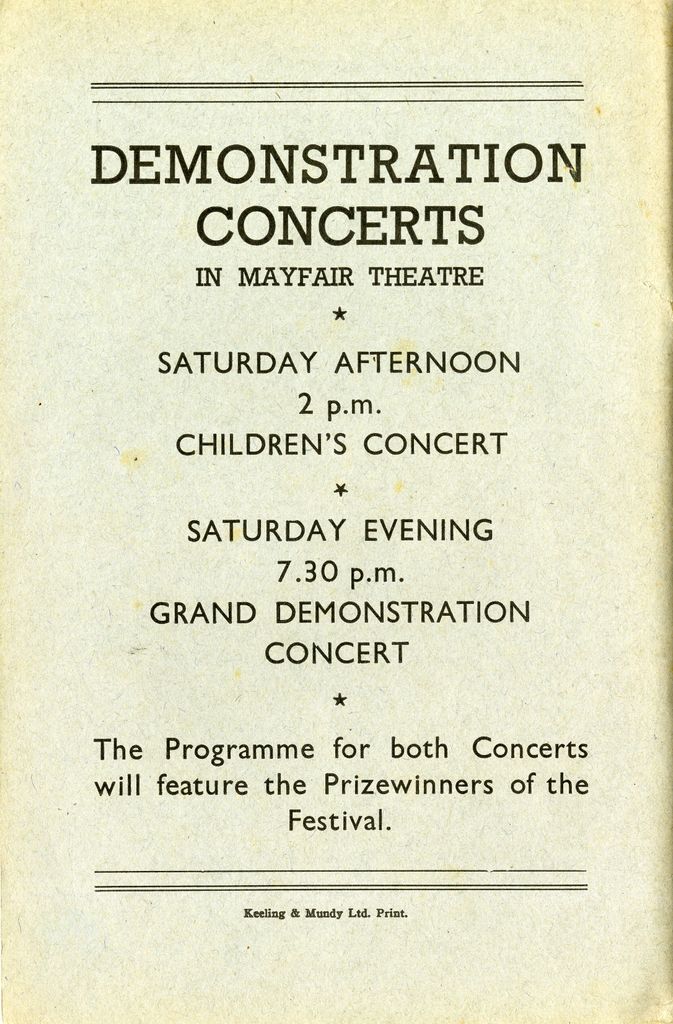 DEMONSTRATION
CONCERTS
IN MAYFAIR THEATRE
SATURDAY AFTERNOON
2 p.m.
CHILDREN'S CONCERT
SATURDAY EVENING
7.30 p.m.
GRAND DEMONSTRATION
CONCERT
The Programme for both Concerts
will feature the Prizewinners of the
Festival.
Keeling & Mundy Ltd. Print.